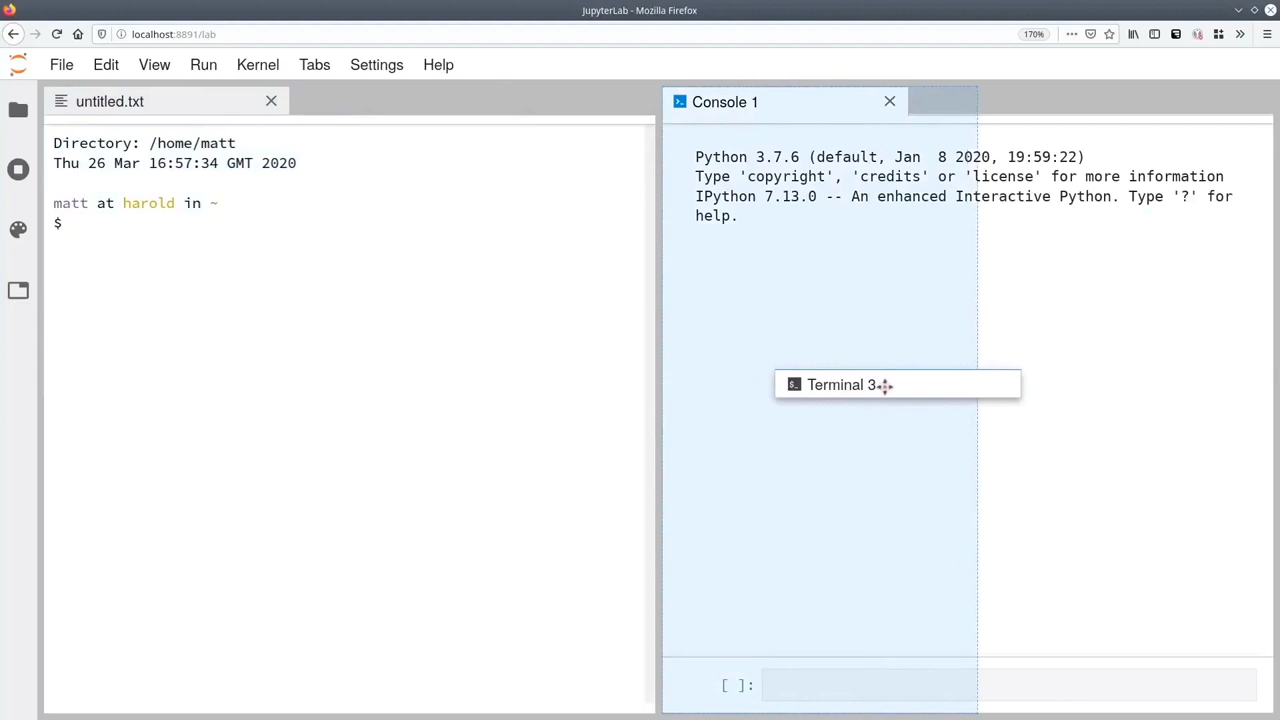 JupyterLab - Mozilla Firefox
localhost:8891/lab
170%
File Edit View Run Kernel Tabs Settings Help
untitled.txt
Directory: /home/matt
Thu 26 Mar 16:57:34 GMT 2020
matt at harold in ~
$
Console 1
Python 3.7.6 (default, Jan  8 2020, 19:59:22)
Type 'copyright', 'credits' or 'license' for more information
IPython 7.13.0 -- An enhanced Interactive Python. Type '?' for
help.
$_ Terminal 3
[ ]: